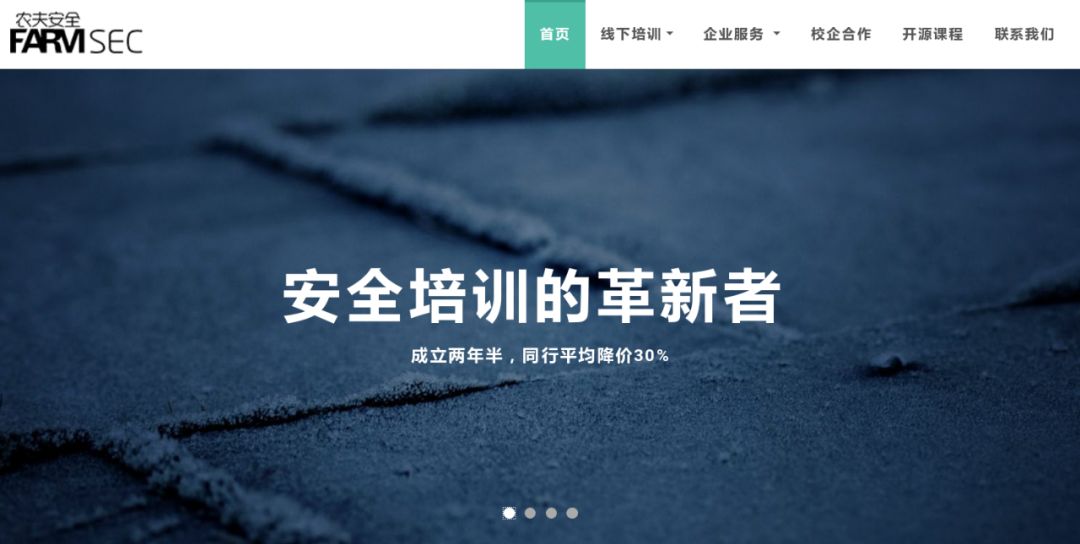 农夫安全
FARMSEC
首页 线下培训 企业服务 校企合作 开源课程 联系我们
安全培训的革新者
成立两年半，同行平均降价30%